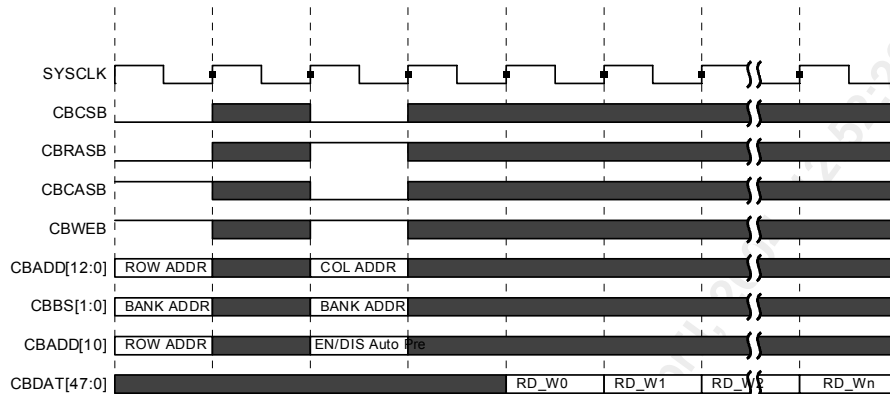 SYSCLK
CBCSB
CBRASB
CBCASB
CBWEB
CBADD[12:0] ROW ADDR COL ADDR
CBBS[1:0] BANK ADDR BANK ADDR
CBADD[10] ROW ADDR EN/DIS Auto Pre
CBDAT[47:0] RD_W0 RD_W1 RD_W2 RD_Wn